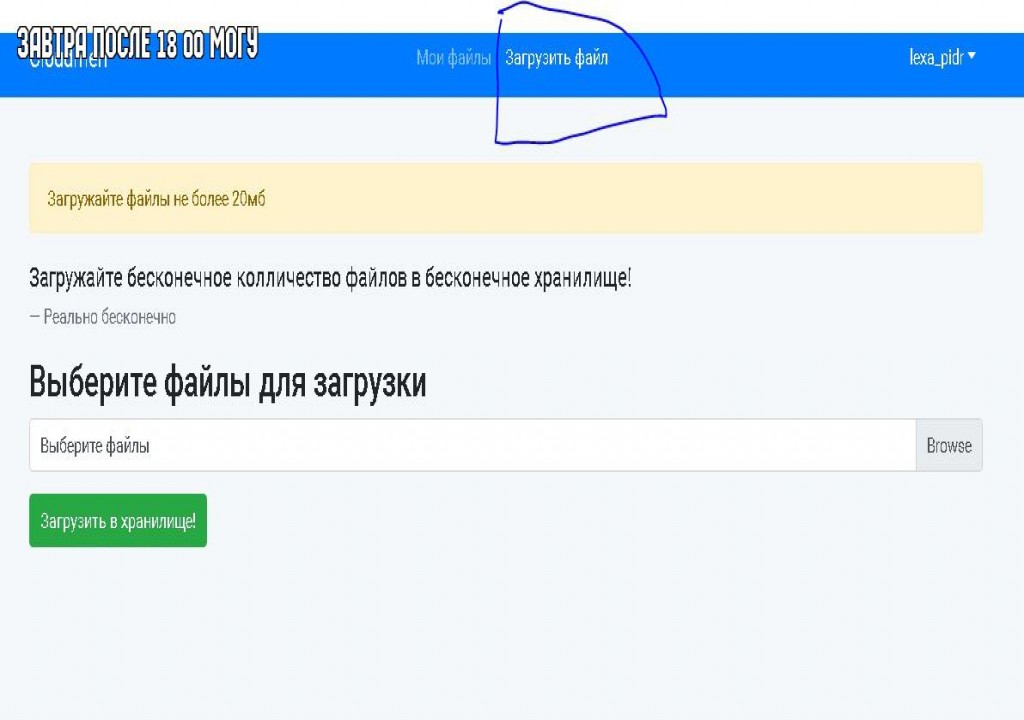 ЗАВТРА ПОСЛЕ 18 00 МОГУ
Мои файлы Загрузить файл lexa_pidr
Загружайте файлы не более 20мб
Загружайте бесконечное колличество файлов в бесконечное хранилище!
— Реально бесконечно
Выберите файлы для загрузки
Выберите файлы Browse
Загрузить в хранилище!